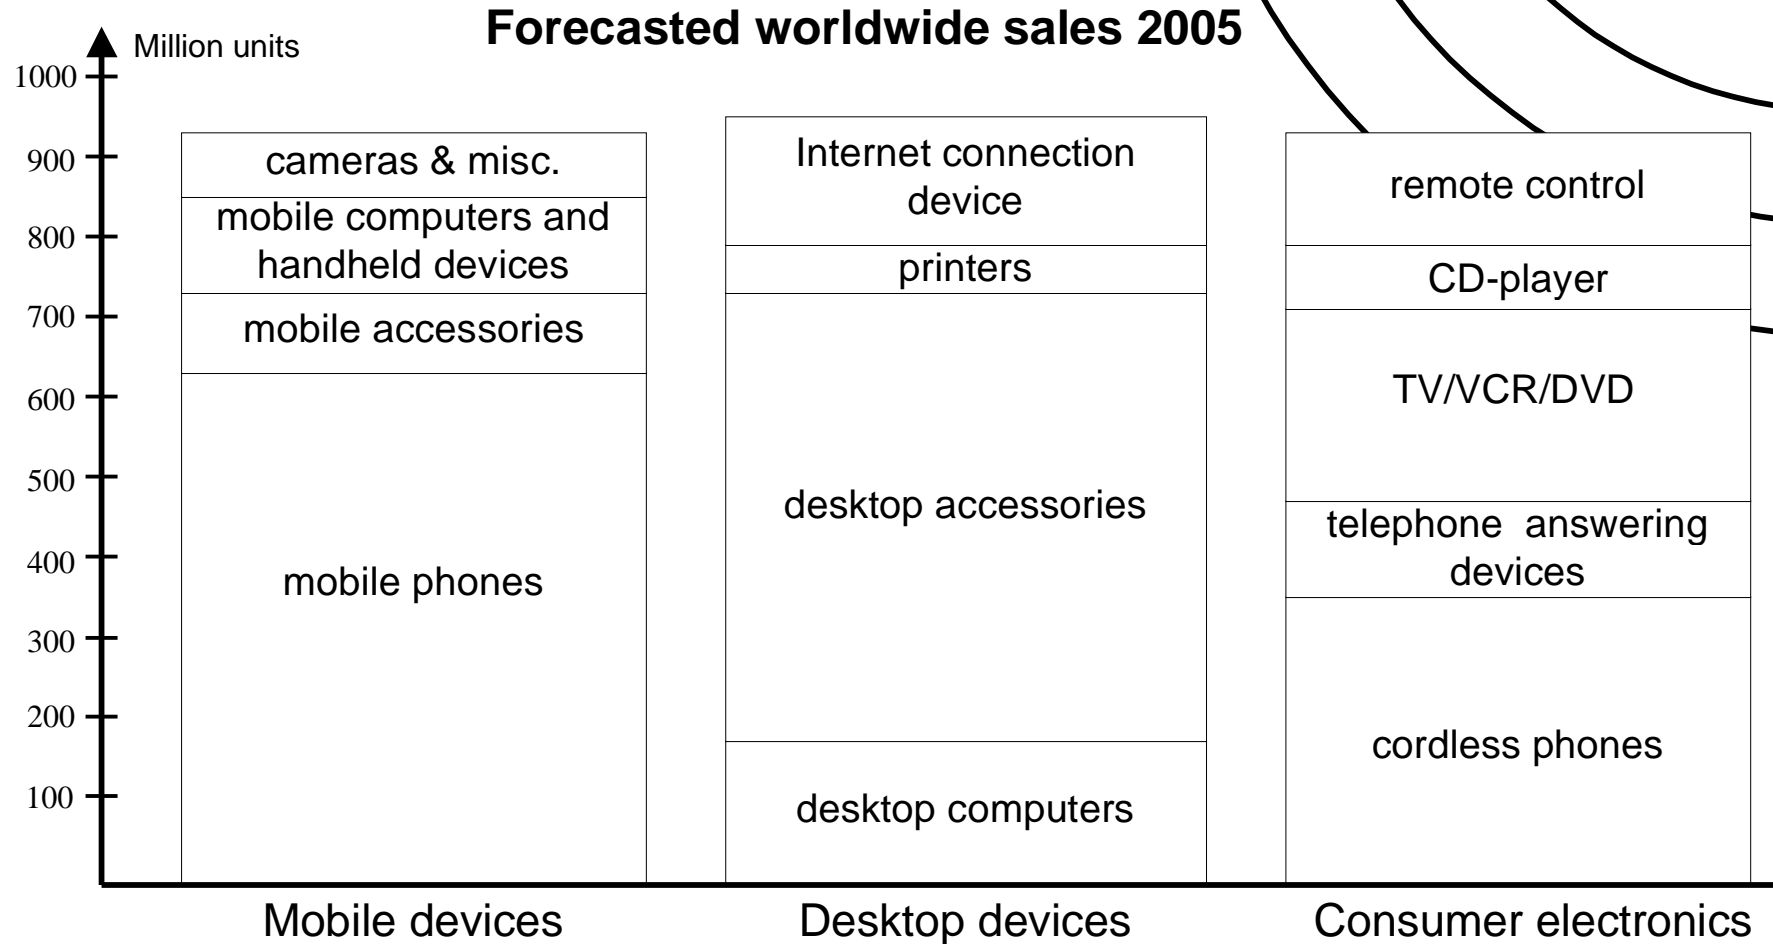 Forecasted worldwide sales 2005
Million units
1000
900
800
700
600
500
400
300
200
100
cameras & misc.
mobile computers and
handheld devices
mobile accessories
mobile phones
Internet connection
device
printers
desktop accessories
desktop computers
remote control
CD-player
TV/VCR/DVD
telephone answering
devices
cordless phones
Mobile devices
Desktop devices
Consumer electronics